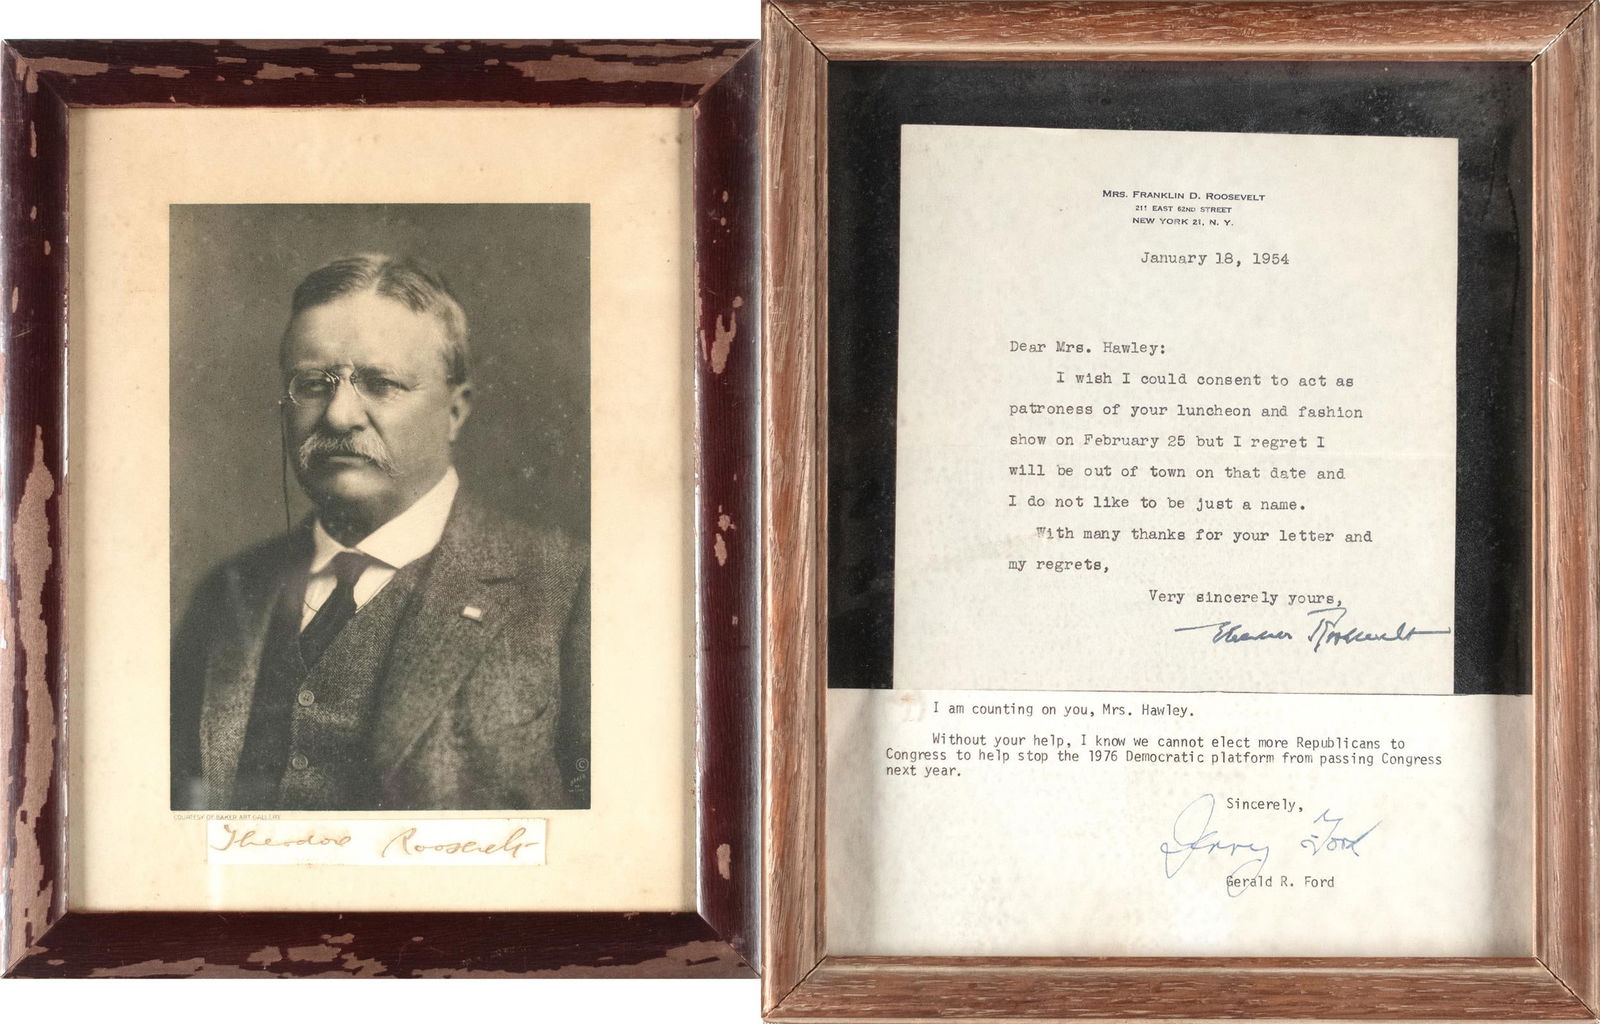 COURTESY OF BAKER ART GALLERY
Theodore Roosevelt
MRS. FRANKLIN D. ROOSEVELT
211 EAST 62ND STREET
NEW YORK 21, N. Y.
January 18, 1954
Dear Mrs. Hawley:
I wish I could consent to act as
patroness of your luncheon and fashion
show on February 25 but I regret I
will be out of town on that date and
I do not like to be just a name.
With many thanks for your letter and
my regrets,
Very sincerely yours,
Eleanor Roosevelt
I am counting on you, Mrs. Hawley.
Without your help, I know we cannot elect more Republicans to
Congress to help stop the 1976 Democratic platform from passing Congress
next year.
Sincerely,
Jerry Ford
Gerald R. Ford